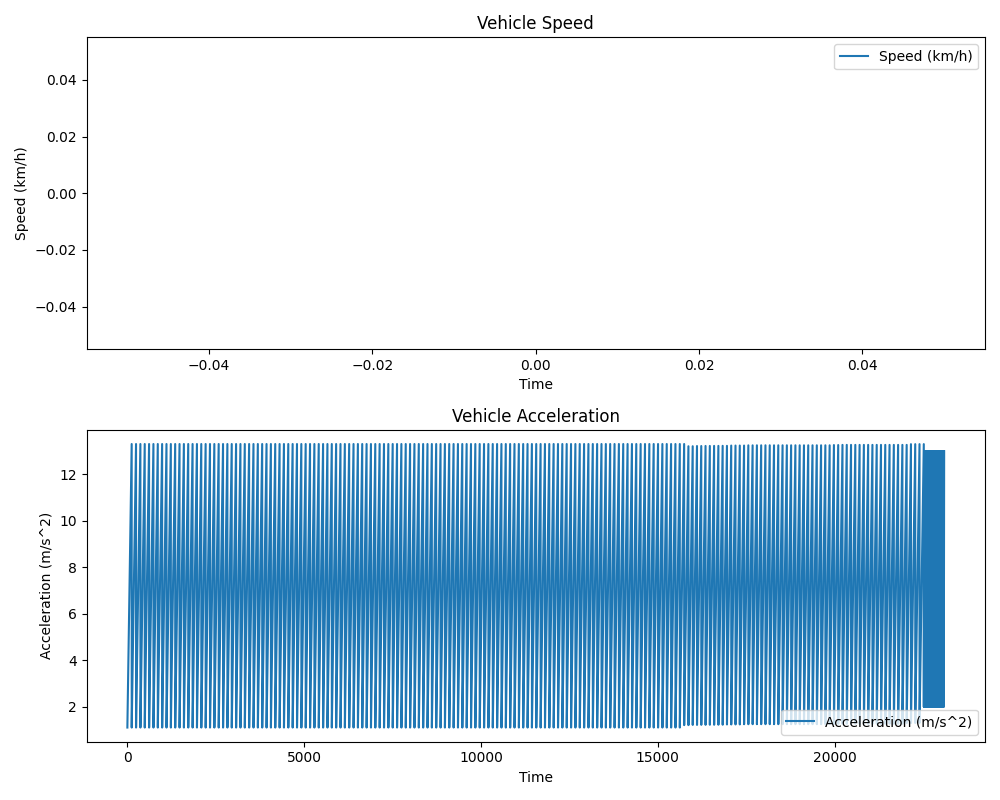 Vehicle Speed
Speed (km/h)
0.04
0.02
0.00
−0.02
−0.04
Speed (km/h)
−0.04 −0.02 0.00 0.02 0.04
Time
Vehicle Acceleration
12
10
8
6
4
2
Acceleration (m/s^2)
Acceleration (m/s^2)
0 5000 10000 15000 20000
Time